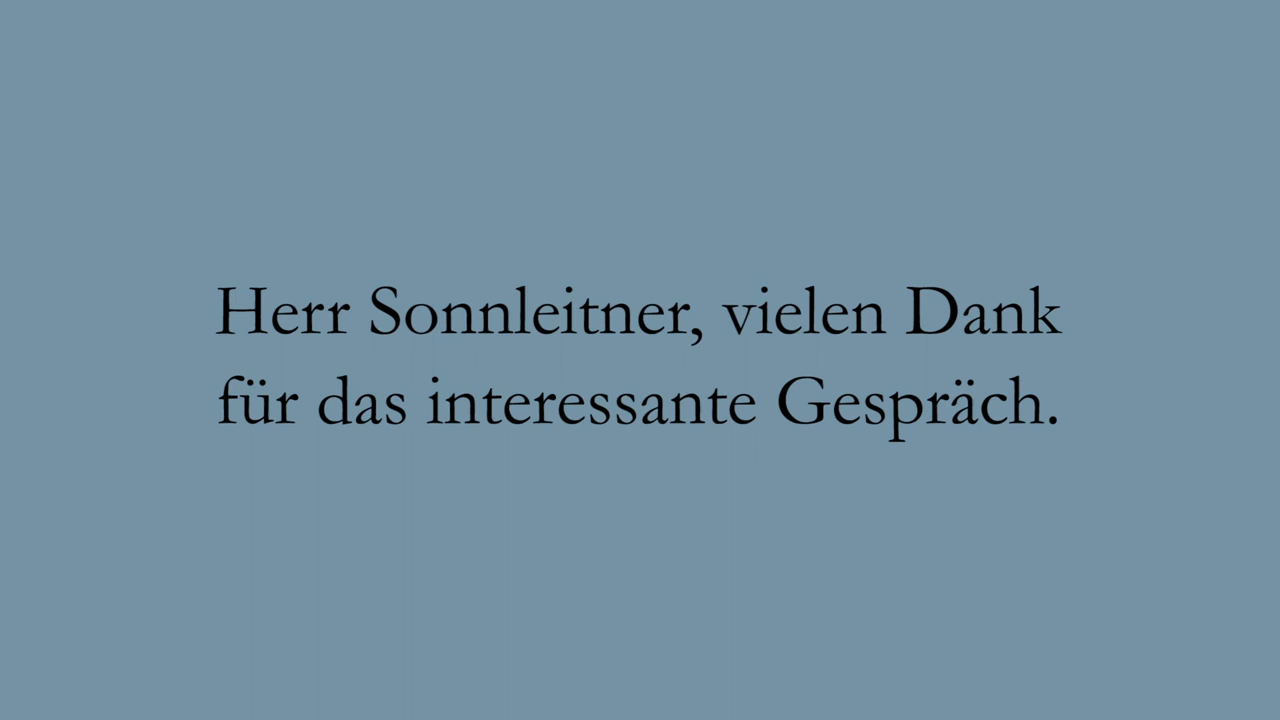 Herr Sonnleitner, vielen Dank
für das interessante Gespräch.